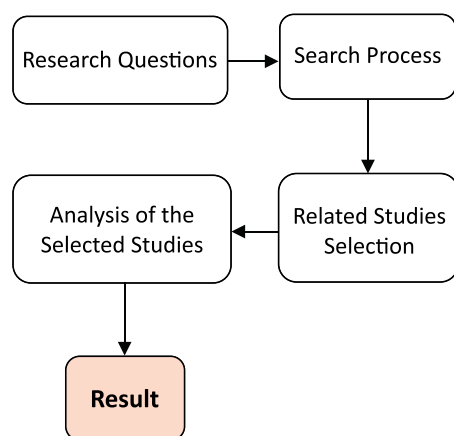 Research Questions
Search Process
Related Studies
Selection
Analysis of the
Selected Studies
Result